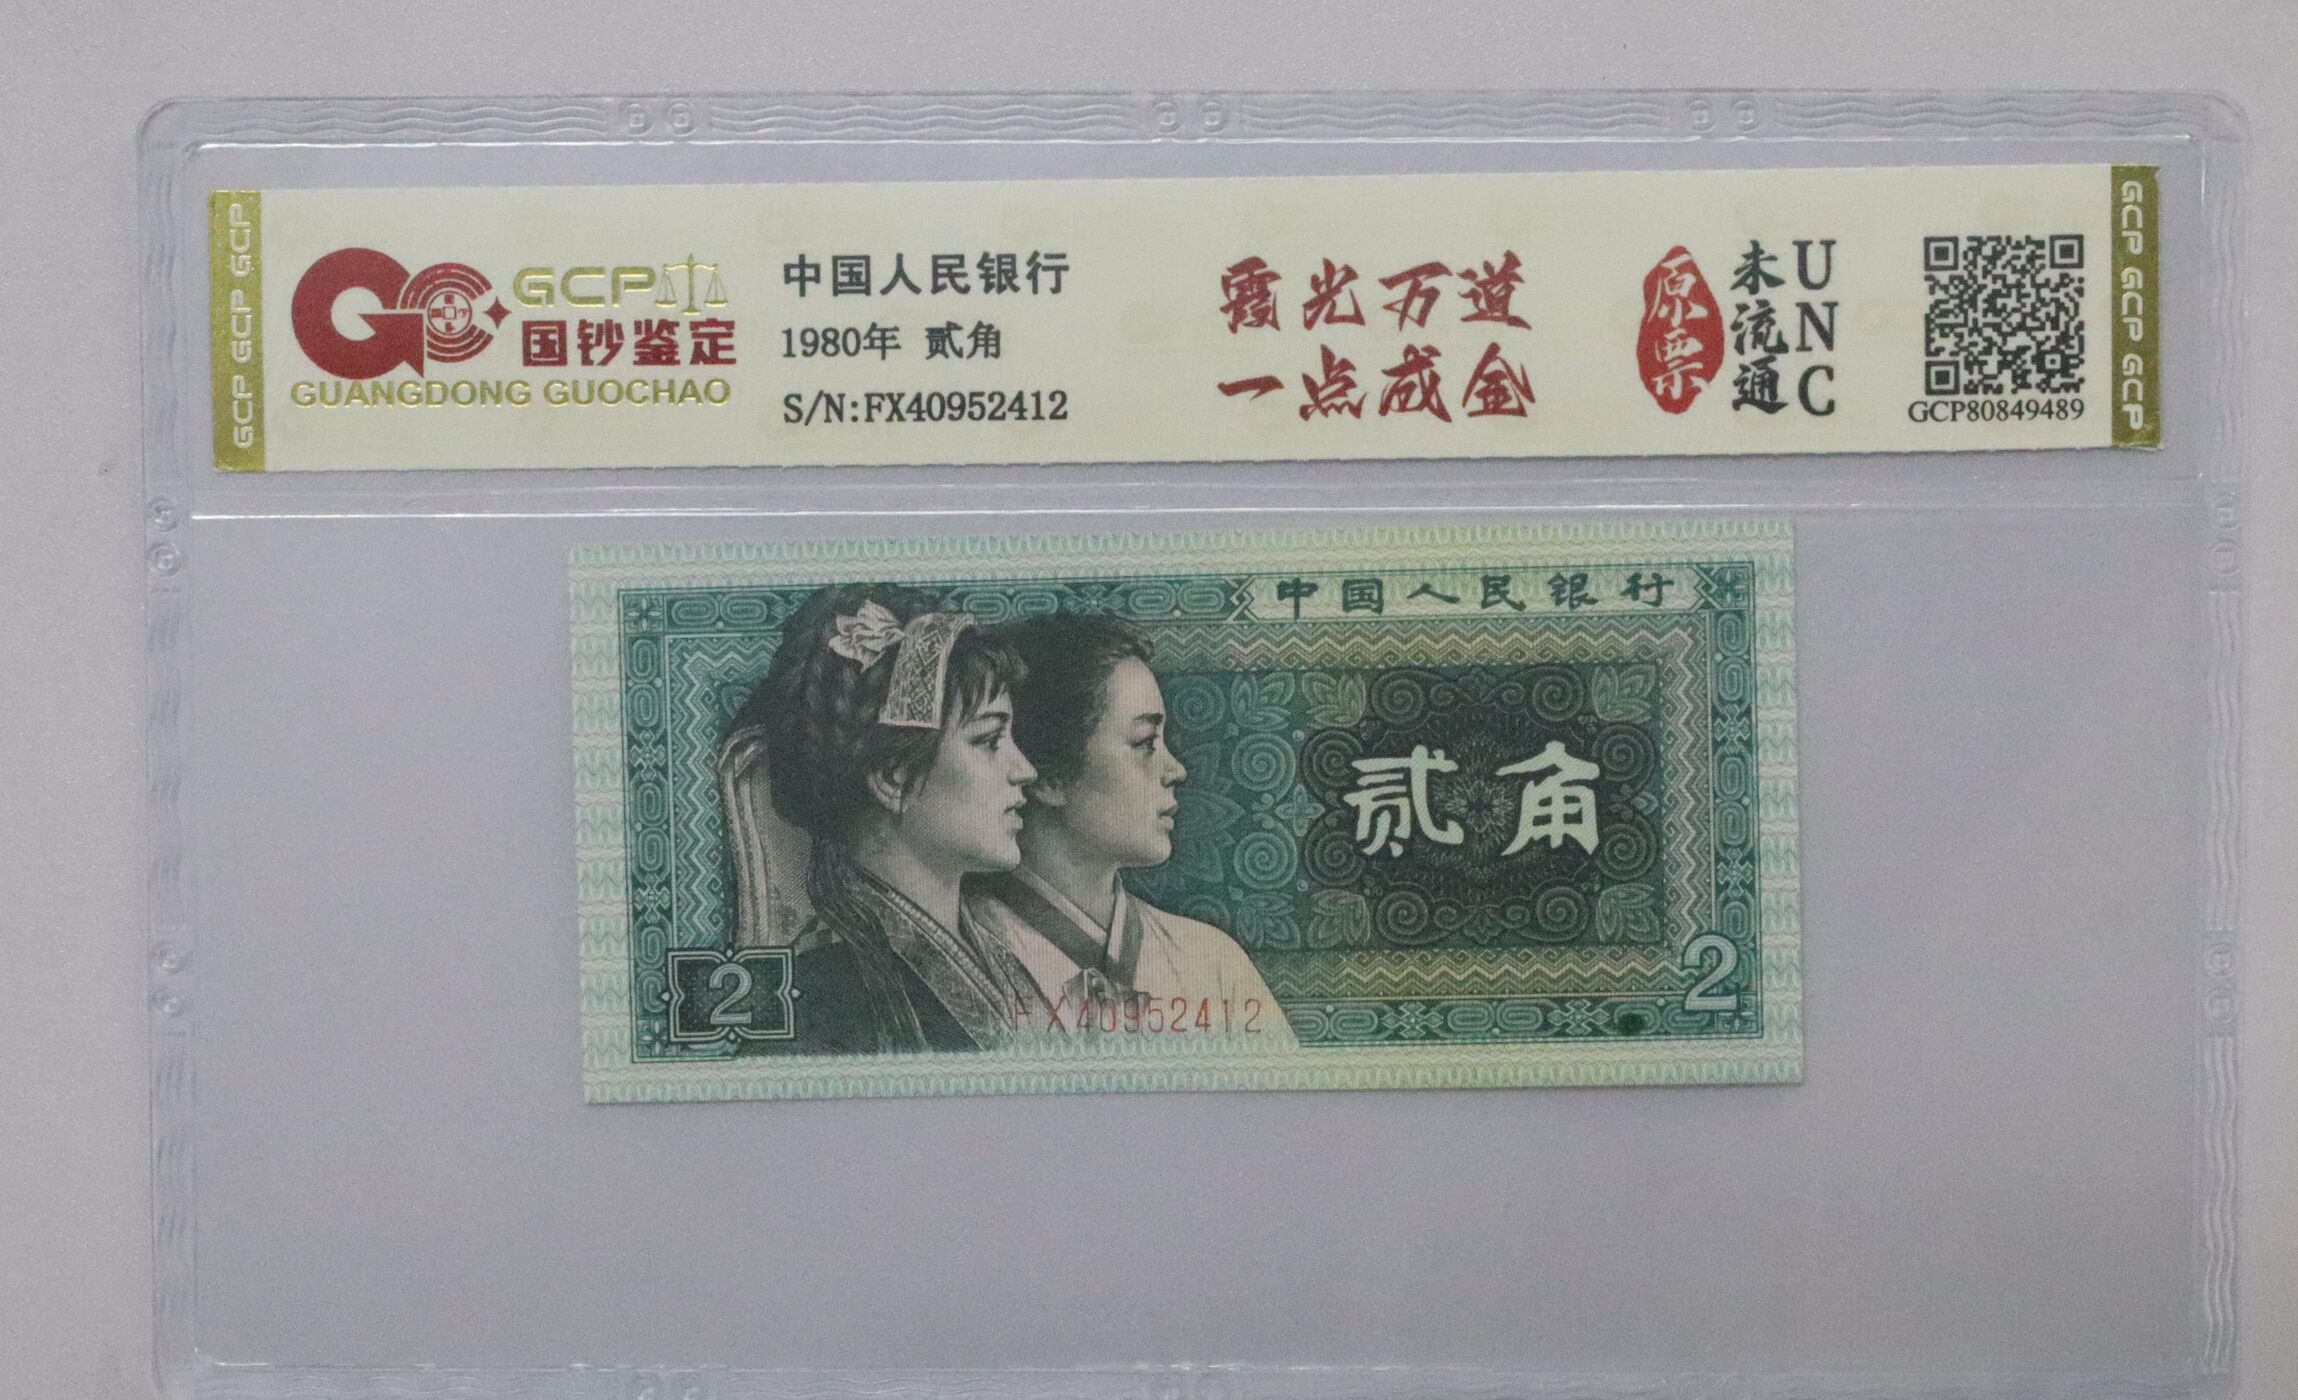 GCP GCP GCP
GCP
国钞鉴定
GUANGDONG GUOCHAO
中国人民银行
1980年 贰角
S/N:FX40952412
霞光万道
一点成金
原票
未流通
UNC
GCP80849489
GCP GCP GCP
中国人民银行
贰角
2
2
FX40952412